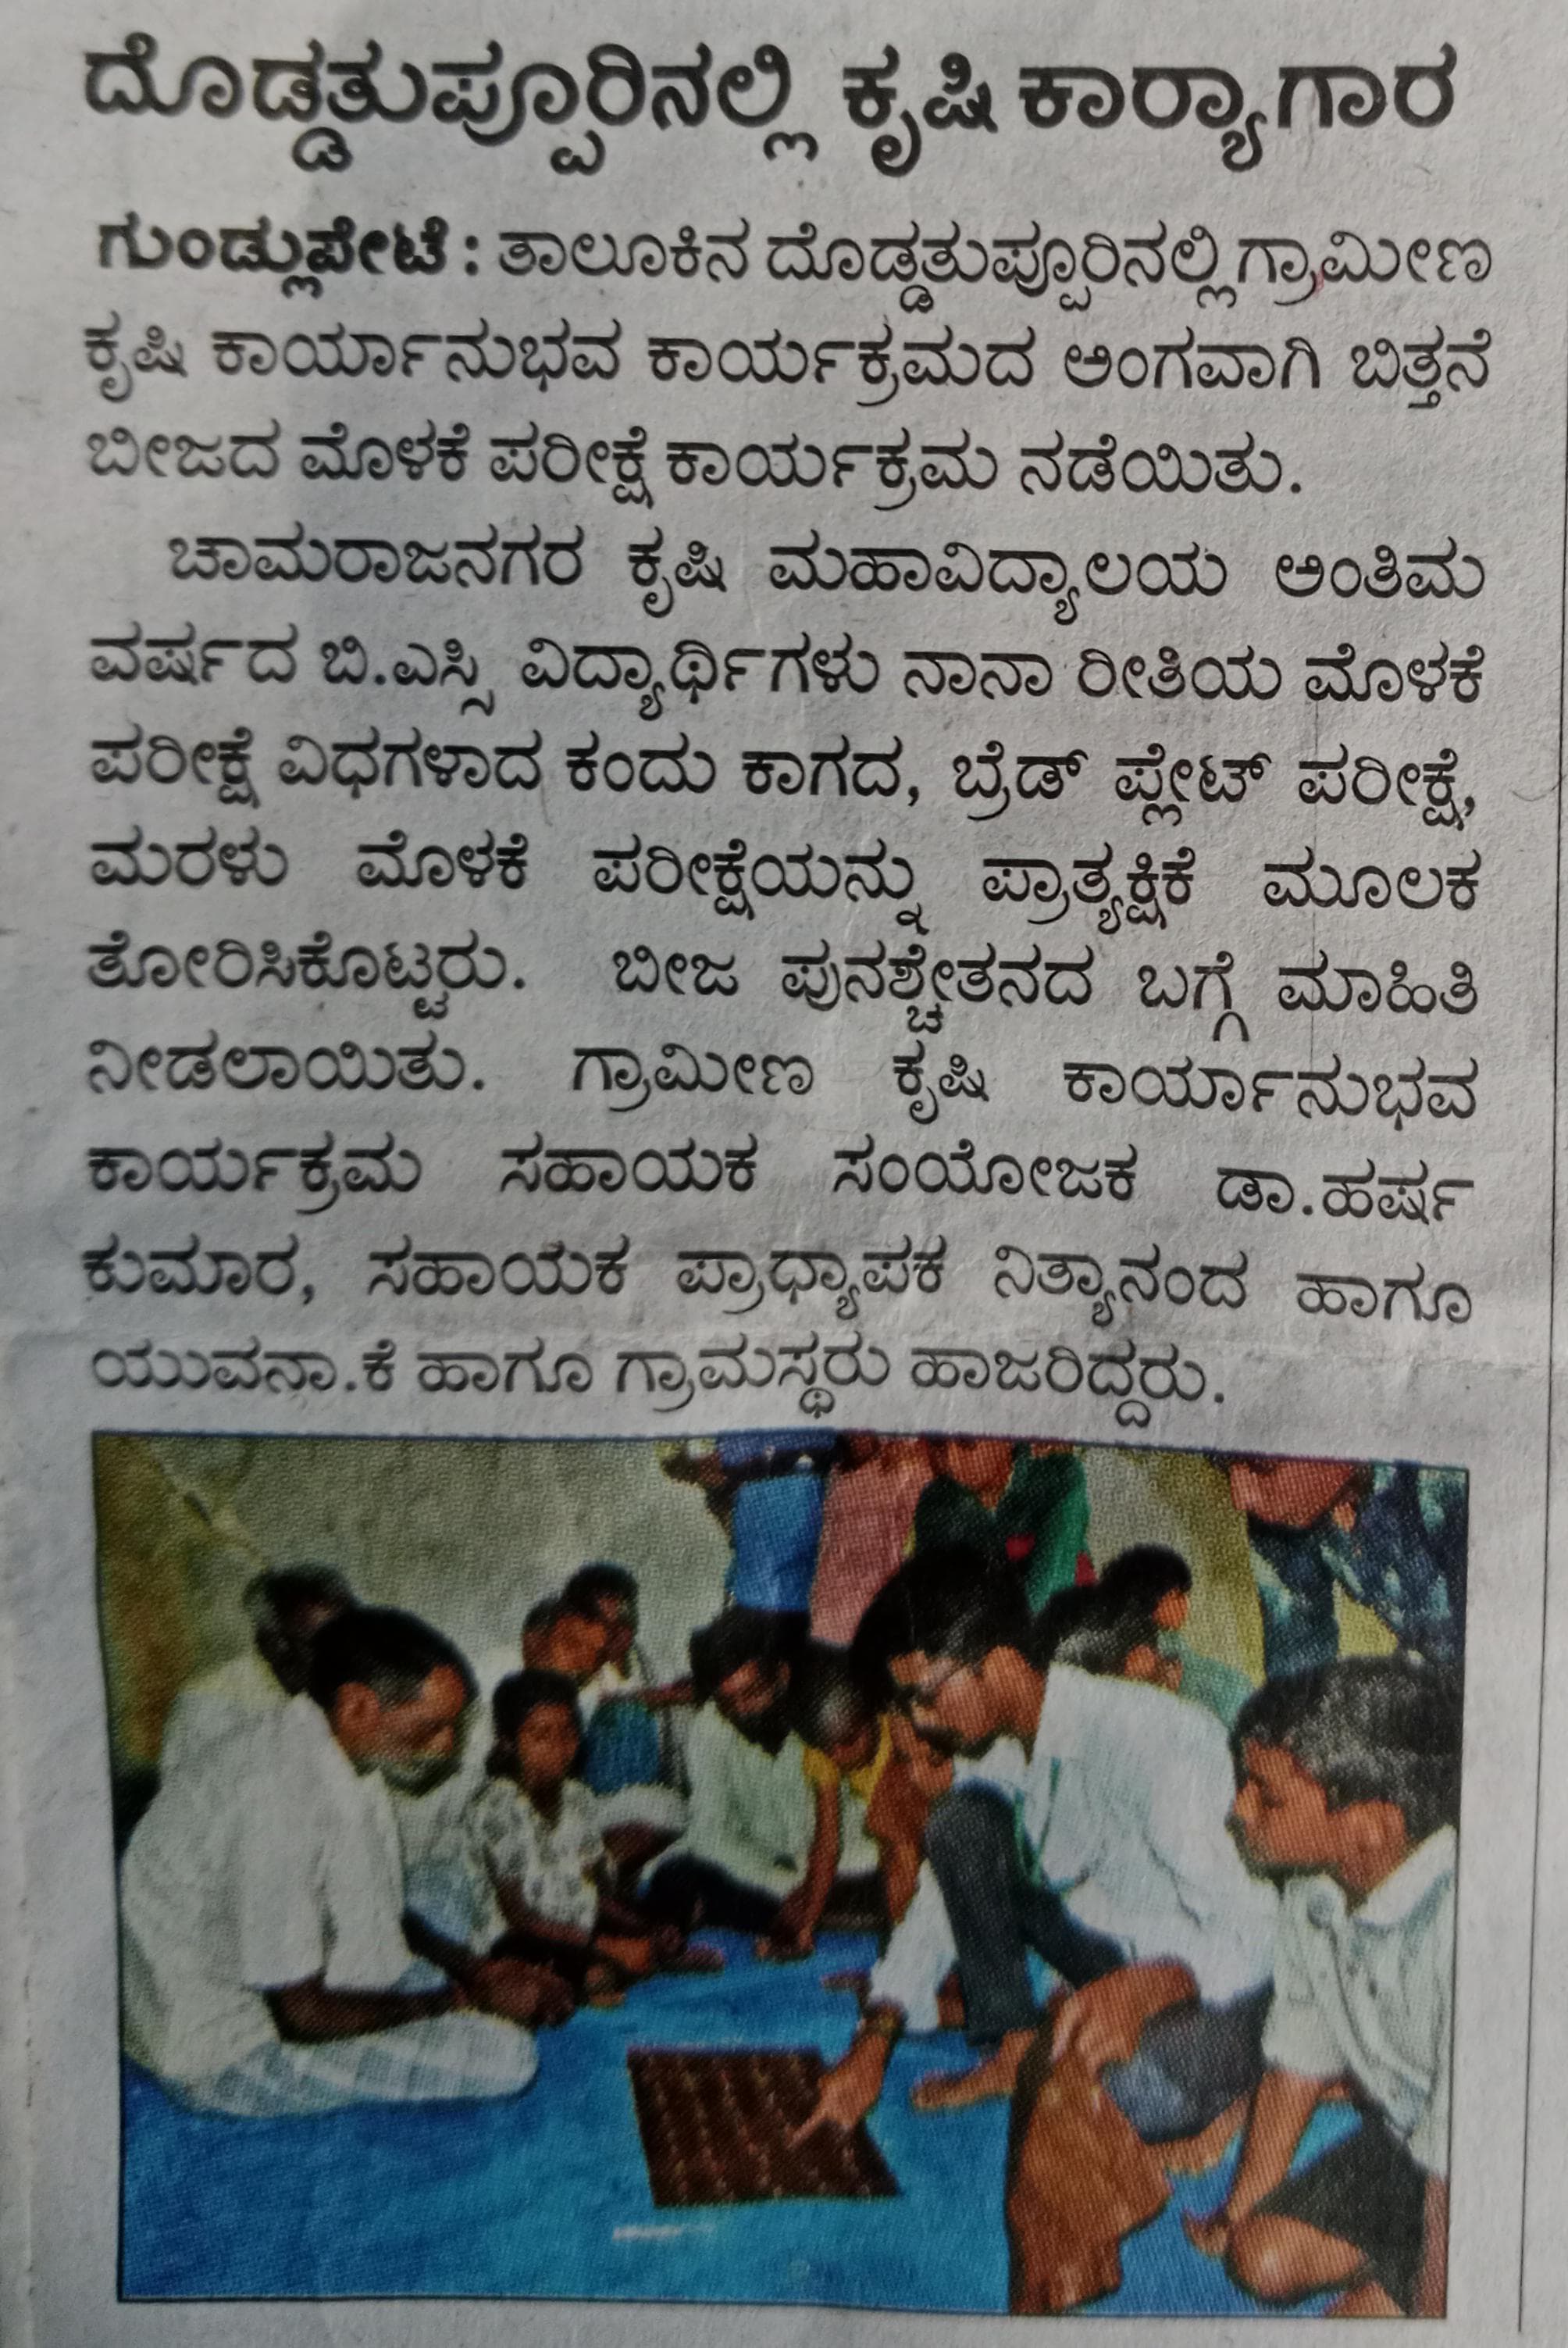 ದೊಡ್ಡತುಪ್ಪೂರಿನಲ್ಲಿ ಕೃಷಿ ಕಾರ‍್ಯಾಗಾರ
ಗುಂಡ್ಲುಪೇಟೆ : ತಾಲೂಕಿನ ದೊಡ್ಡತುಪ್ಪೂರಿನಲ್ಲಿ ಗ್ರಾಮೀಣ
ಕೃಷಿ ಕಾರ್ಯಾನುಭವ ಕಾರ್ಯಕ್ರಮದ ಅಂಗವಾಗಿ ಬಿತ್ತನೆ
ಬೀಜದ ಮೊಳಕೆ ಪರೀಕ್ಷೆ ಕಾರ್ಯಕ್ರಮ ನಡೆಯಿತು.
ಚಾಮರಾಜನಗರ ಕೃಷಿ ಮಹಾವಿದ್ಯಾಲಯ ಅಂತಿಮ
ವರ್ಷದ ಬಿ.ಎಸ್ಸಿ ವಿದ್ಯಾರ್ಥಿಗಳು ನಾನಾ ರೀತಿಯ ಮೊಳಕೆ
ಪರೀಕ್ಷೆ ವಿಧಗಳಾದ ಕಂದು ಕಾಗದ, ಬ್ರೆಡ್ ಪ್ಲೇಟ್ ಪರೀಕ್ಷೆ,
ಮರಳು ಮೊಳಕೆ ಪರೀಕ್ಷೆಯನ್ನು ಪ್ರಾತ್ಯಕ್ಷಿಕೆ ಮೂಲಕ
ತೋರಿಸಿಕೊಟ್ಟರು. ಬೀಜ ಪುನಶ್ಚೇತನದ ಬಗ್ಗೆ ಮಾಹಿತಿ
ನೀಡಲಾಯಿತು. ಗ್ರಾಮೀಣ ಕೃಷಿ ಕಾರ್ಯಾನುಭವ
ಕಾರ್ಯಕ್ರಮ ಸಹಾಯಕ ಸಂಯೋಜಕ ಡಾ.ಹರ್ಷ
ಕುಮಾರ, ಸಹಾಯಕ ಪ್ರಾಧ್ಯಾಪಕ ನಿತ್ಯಾನಂದ ಹಾಗೂ
ಯುವನಾ.ಕೆ ಹಾಗೂ ಗ್ರಾಮಸ್ಥರು ಹಾಜರಿದ್ದರು.